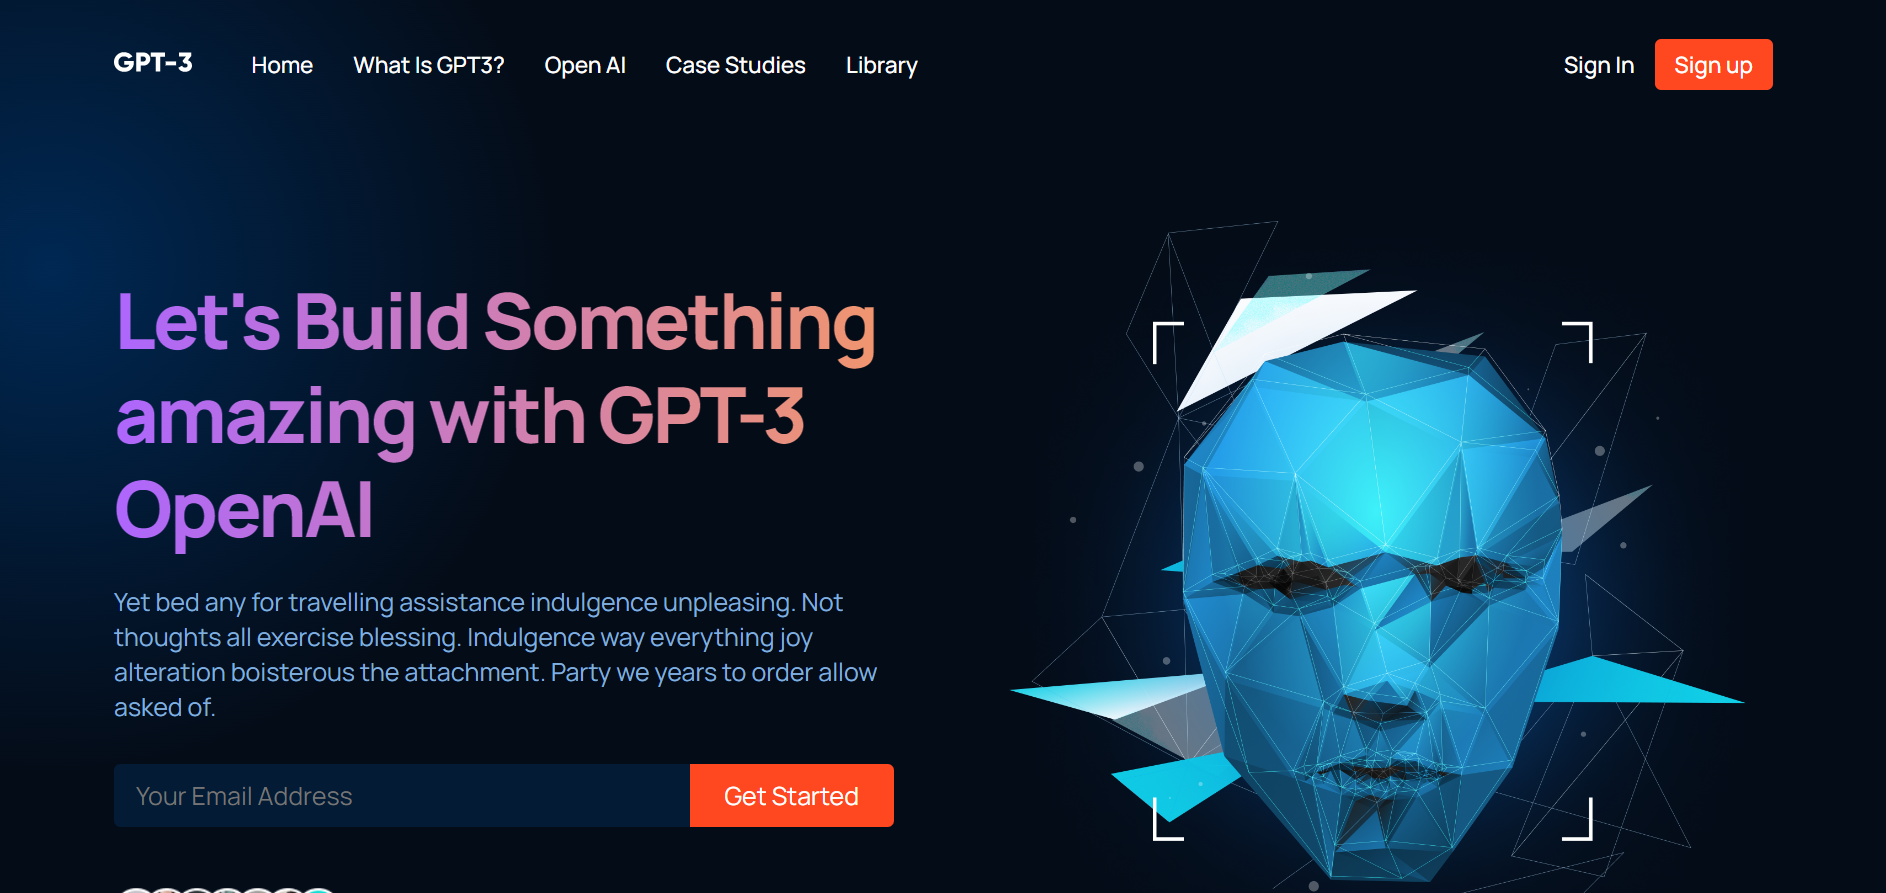 GPT-3
Home
What Is GPT3?
Open AI
Case Studies
Library
Sign In
Sign up
Let's Build Something
amazing with GPT-3
OpenAI
Yet bed any for travelling assistance indulgence unpleasing. Not
thoughts all exercise blessing. Indulgence way everything joy
alteration boisterous the attachment. Party we years to order allow
asked of.
Your Email Address
Get Started